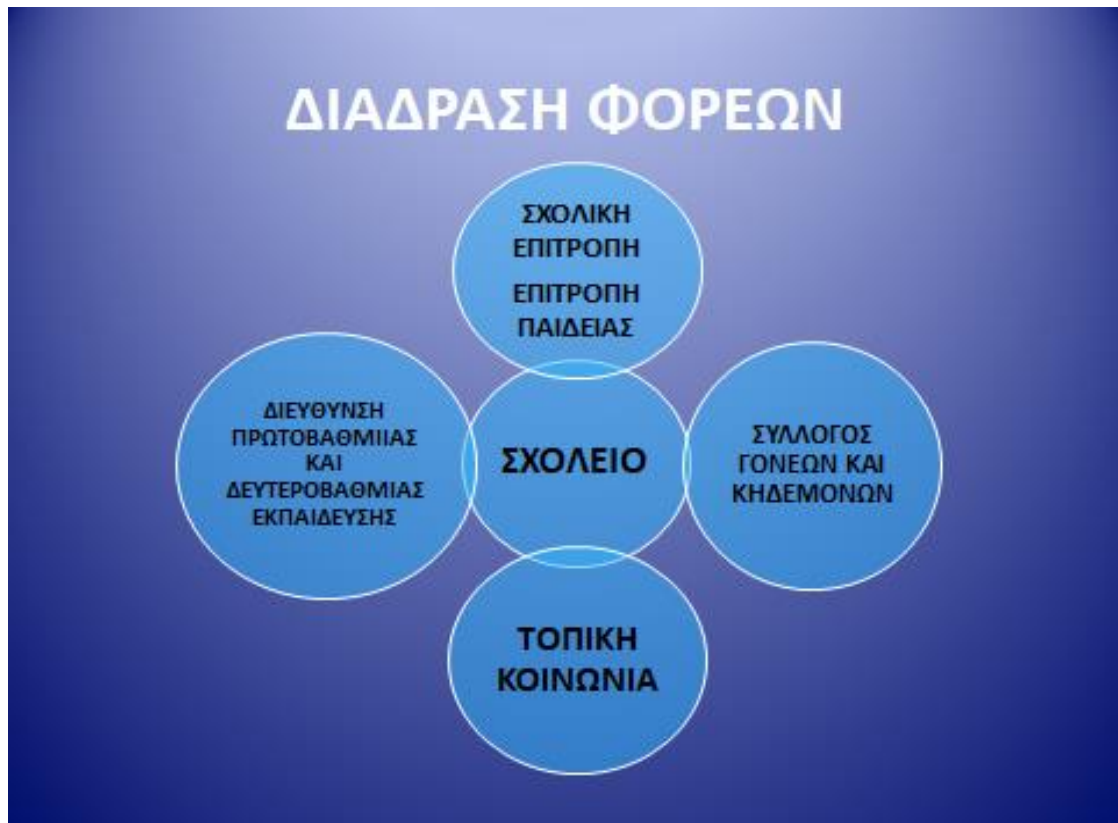 ΔΙΑΔΡΑΣΗ ΦΟΡΕΩΝ
ΣΧΟΛΙΚΗ
ΕΠΙΤΡΟΠΗ
ΕΠΙΤΡΟΠΗ
ΠΑΙΔΕΙΑΣ
ΔΙΕΥΘΥΝΣΗ
ΠΡΩΤΟΒΑΘΜΙΙΑΣ
ΚΑΙ
ΔΕΥΤΕΡΟΒΑΘΜΙΑΣ
ΕΚΠΑΙΔΕΥΣΗΣ
ΣΧΟΛΕΙΟ
ΣΥΛΛΟΓΟΣ
ΓΟΝΕΩΝ ΚΑΙ
ΚΗΔΕΜΟΝΩΝ
ΤΟΠΙΚΗ
ΚΟΙΝΩΝΙΑ